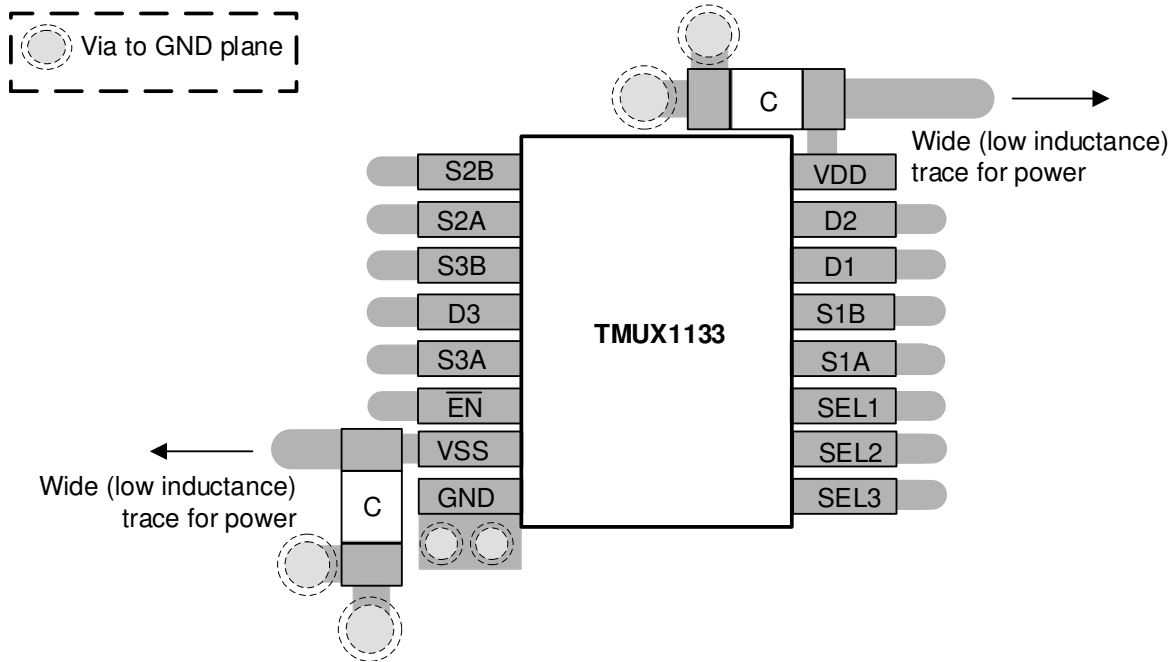 Via to GND plane
C
Wide (low inductance)
trace for power
S2B
VDD
S2A
D2
S3B
D1
D3
S1B
TMUX1133
S3A
S1A
E̅N̅
SEL1
VSS
SEL2
Wide (low inductance)
trace for power
C
GND
SEL3